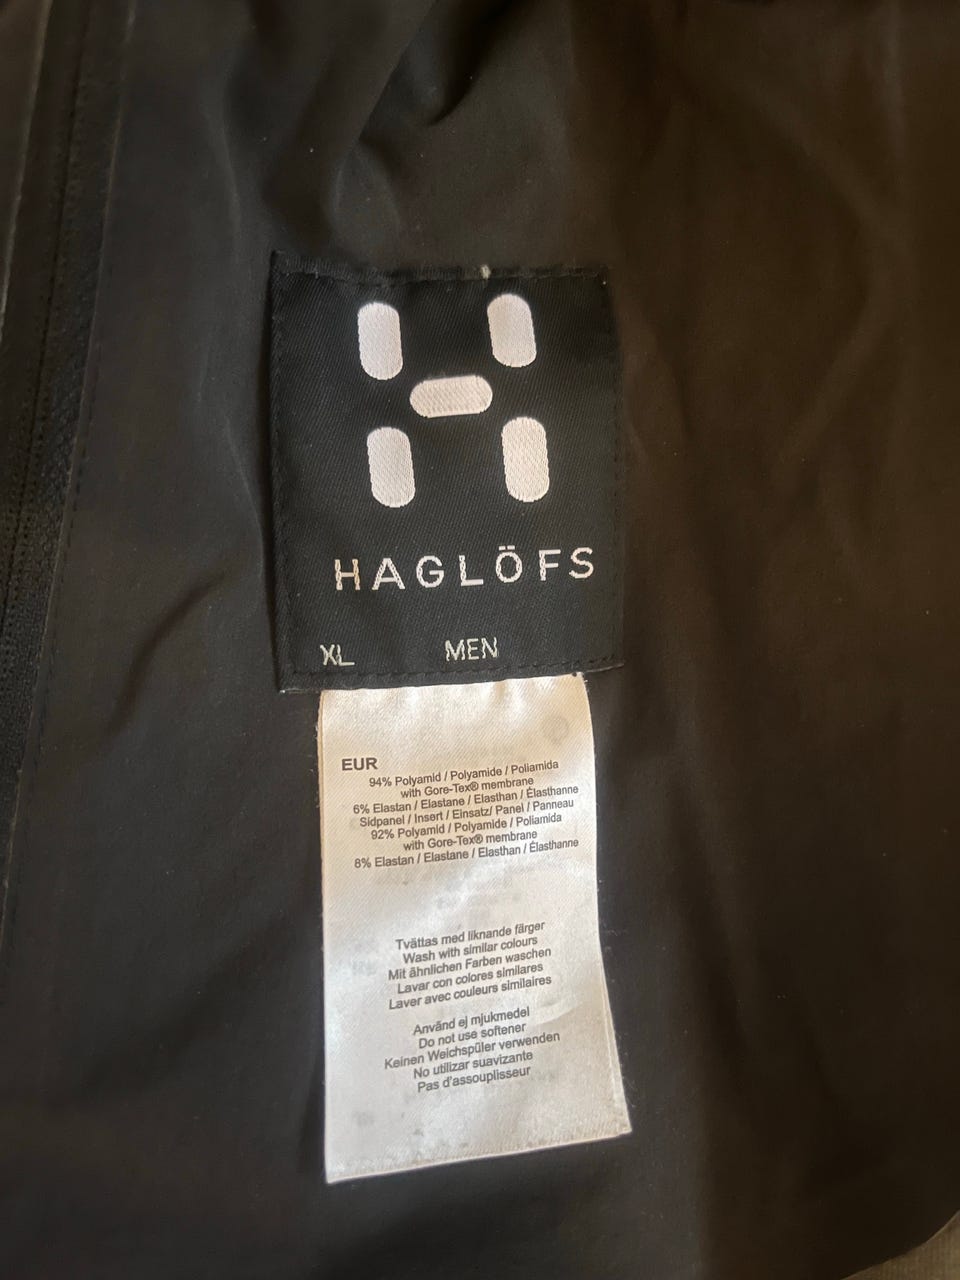 HAGLÖFS
XL MEN
EUR
94% Polyamid / Polyamide / Poliamida
with Gore-Tex® membrane
6% Elastan / Elastane / Elasthan / Élasthanne
Sidpanel / Insert / Einsatz/ Panel / Panneau
92% Polyamid / Polyamide / Poliamida
with Gore-Tex® membrane
8% Elastan / Elastane / Elasthan / Élasthanne
Tvättas med liknande färger
Wash with similar colours
Mit ähnlichen Farben waschen
Lavar con colores similares
Laver avec couleurs similaires
Använd ej mjukmedel
Do not use softener
Keinen Weichspüler verwenden
No utilizar suavizante
Pas d'assouplisseur